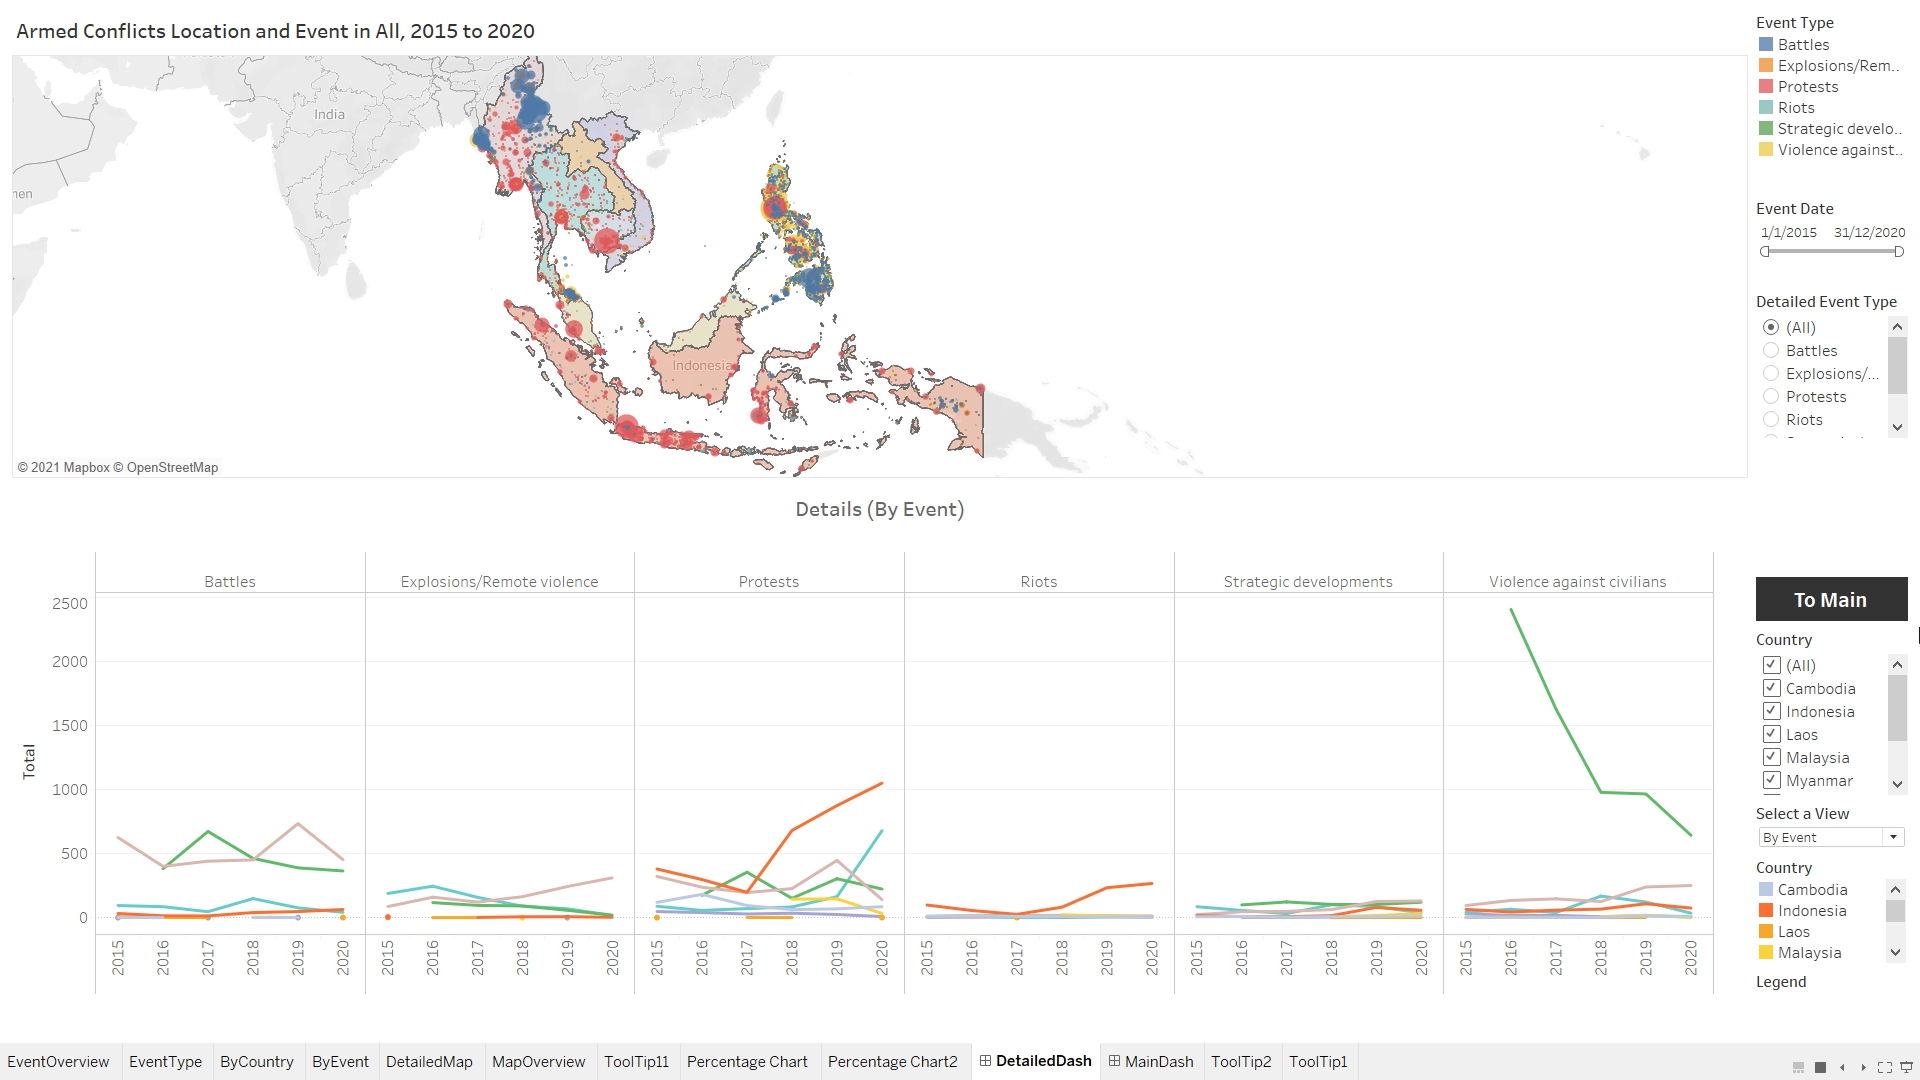 Armed Conflicts Location and Event in All, 2015 to 2020
India
men
Indonesia
© 2021 Mapbox © OpenStreetMap
Event Type
Battles
Explosions/Rem..
Protests
Riots
Strategic develo..
Violence against..
Event Date
1/1/2015 31/12/2020
Detailed Event Type
(All)
Battles
Explosions/...
Protests
Riots
Details (By Event)
Battles Explosions/Remote violence Protests Riots Strategic developments Violence against civilians
Total
2500
2000
1500
1000
500
0
2015 2016 2017 2018 2019 2020 2015 2016 2017 2018 2019 2020 2015 2016 2017 2018 2019 2020 2015 2016 2017 2018 2019 2020 2015 2016 2017 2018 2019 2020 2015 2016 2017 2018 2019 2020
To Main
Country
(All)
Cambodia
Indonesia
Laos
Malaysia
Myanmar
Select a View
By Event
Country
Cambodia
Indonesia
Laos
Malaysia
Legend
EventOverview EventType ByCountry ByEvent DetailedMap MapOverview ToolTip11 Percentage Chart Percentage Chart2 DetailedDash MainDash ToolTip2 ToolTip1